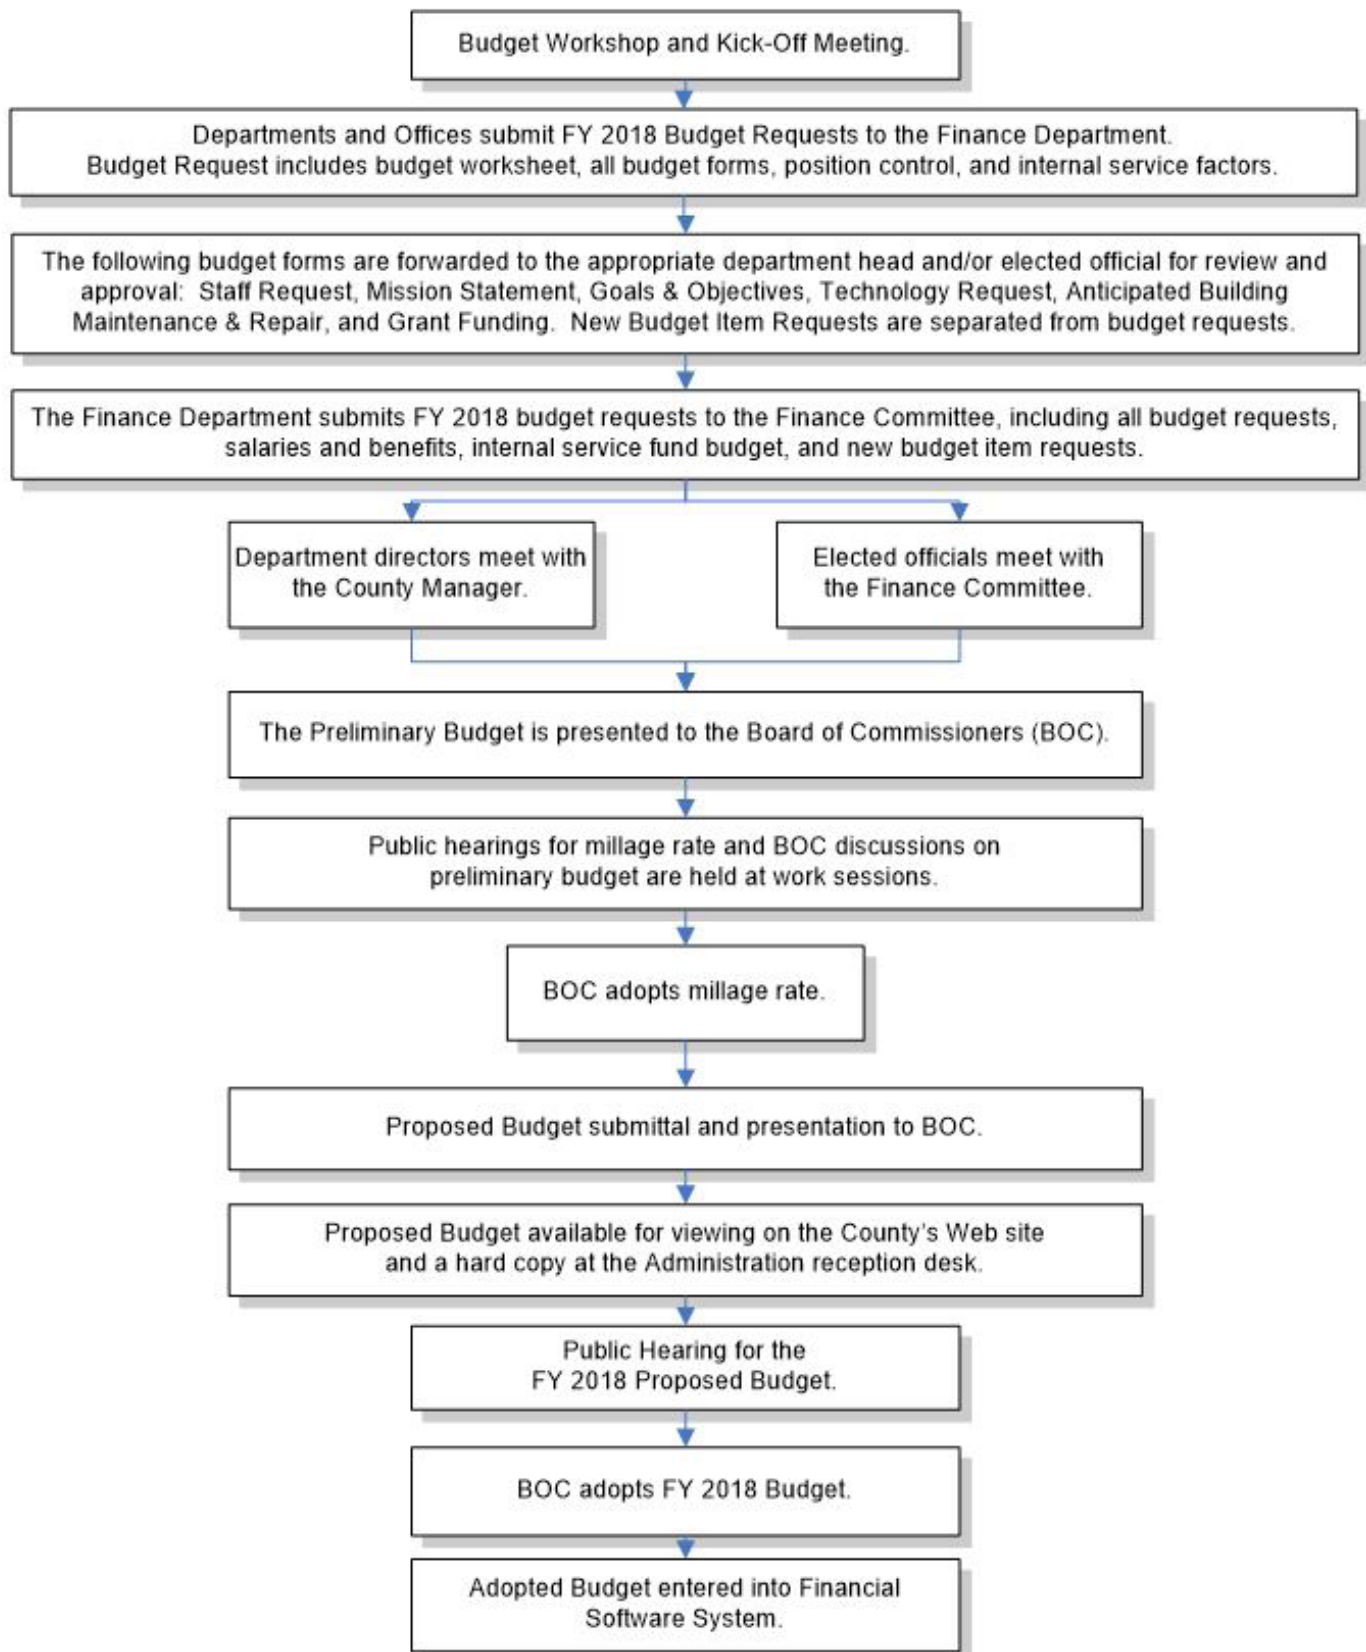 Budget Workshop and Kick-Off Meeting.
Departments and Offices submit FY 2018 Budget Requests to the Finance Department.
Budget Request includes budget worksheet, all budget forms, position control, and internal service factors.
The following budget forms are forwarded to the appropriate department head and/or elected official for review and
approval:  Staff Request, Mission Statement, Goals & Objectives, Technology Request, Anticipated Building
Maintenance & Repair, and Grant Funding.  New Budget Item Requests are separated from budget requests.
The Finance Department submits FY 2018 budget requests to the Finance Committee, including all budget requests,
salaries and benefits, internal service fund budget, and new budget item requests.
Department directors meet with
the County Manager.
Elected officials meet with
the Finance Committee.
The Preliminary Budget is presented to the Board of Commissioners (BOC).
Public hearings for millage rate and BOC discussions on
preliminary budget are held at work sessions.
BOC adopts millage rate.
Proposed Budget submittal and presentation to BOC.
Proposed Budget available for viewing on the County's Web site
and a hard copy at the Administration reception desk.
Public Hearing for the
FY 2018 Proposed Budget.
BOC adopts FY 2018 Budget.
Adopted Budget entered into Financial
Software System.